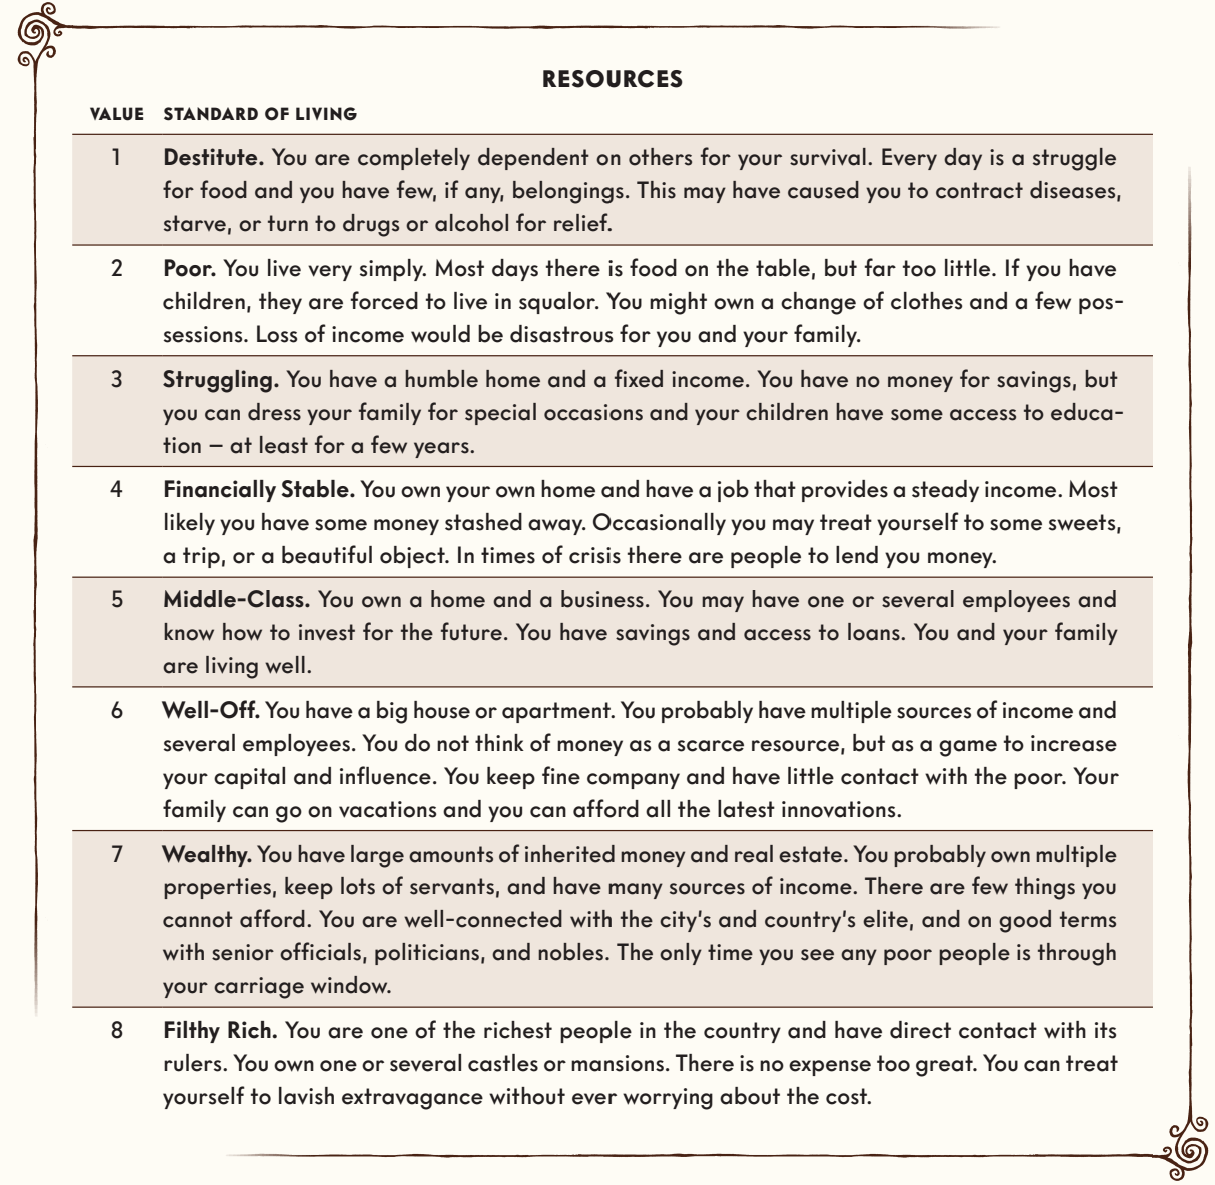 RESOURCES
VALUE STANDARD OF LIVING
1 Destitute. You are completely dependent on others for your survival. Every day is a struggle
for food and you have few, if any, belongings. This may have caused you to contract diseases,
starve, or turn to drugs or alcohol for relief.
2 Poor. You live very simply. Most days there is food on the table, but far too little. If you have
children, they are forced to live in squalor. You might own a change of clothes and a few pos-
sessions. Loss of income would be disastrous for you and your family.
3 Struggling. You have a humble home and a fixed income. You have no money for savings, but
you can dress your family for special occasions and your children have some access to educa-
tion – at least for a few years.
4 Financially Stable. You own your own home and have a job that provides a steady income. Most
likely you have some money stashed away. Occasionally you may treat yourself to some sweets,
a trip, or a beautiful object. In times of crisis there are people to lend you money.
5 Middle-Class. You own a home and a business. You may have one or several employees and
know how to invest for the future. You have savings and access to loans. You and your family
are living well.
6 Well-Off. You have a big house or apartment. You probably have multiple sources of income and
several employees. You do not think of money as a scarce resource, but as a game to increase
your capital and influence. You keep fine company and have little contact with the poor. Your
family can go on vacations and you can afford all the latest innovations.
7 Wealthy. You have large amounts of inherited money and real estate. You probably own multiple
properties, keep lots of servants, and have many sources of income. There are few things you
cannot afford. You are well-connected with the city's and country's elite, and on good terms
with senior officials, politicians, and nobles. The only time you see any poor people is through
your carriage window.
8 Filthy Rich. You are one of the richest people in the country and have direct contact with its
rulers. You own one or several castles or mansions. There is no expense too great. You can treat
yourself to lavish extravagance without ever worrying about the cost.